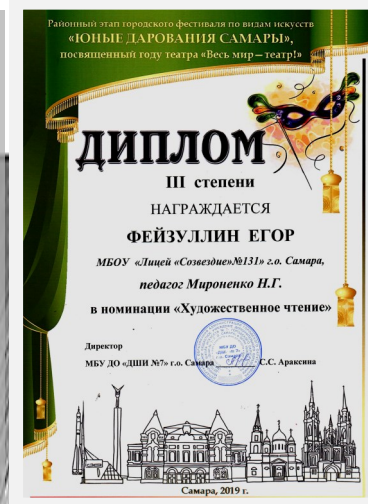 Районный этап городского фестиваля по видам искусств
«ЮНЫЕ ДАРОВАНИЯ САМАРЫ»,
посвященный году театра «Весь мир – театр!»
ДИПЛОМ
III степени
НАГРАЖДАЕТСЯ
ФЕЙЗУЛЛИН ЕГОР
МБОУ «Лицей «Созвездие»№131» г.о. Самара,
педагог Мироненко Н.Г.
в номинации «Художественное чтение»
Директор
МБУ ДО «ДШИ №7» г.о. Самара С.С. Араксина
Самара, 2019 г.